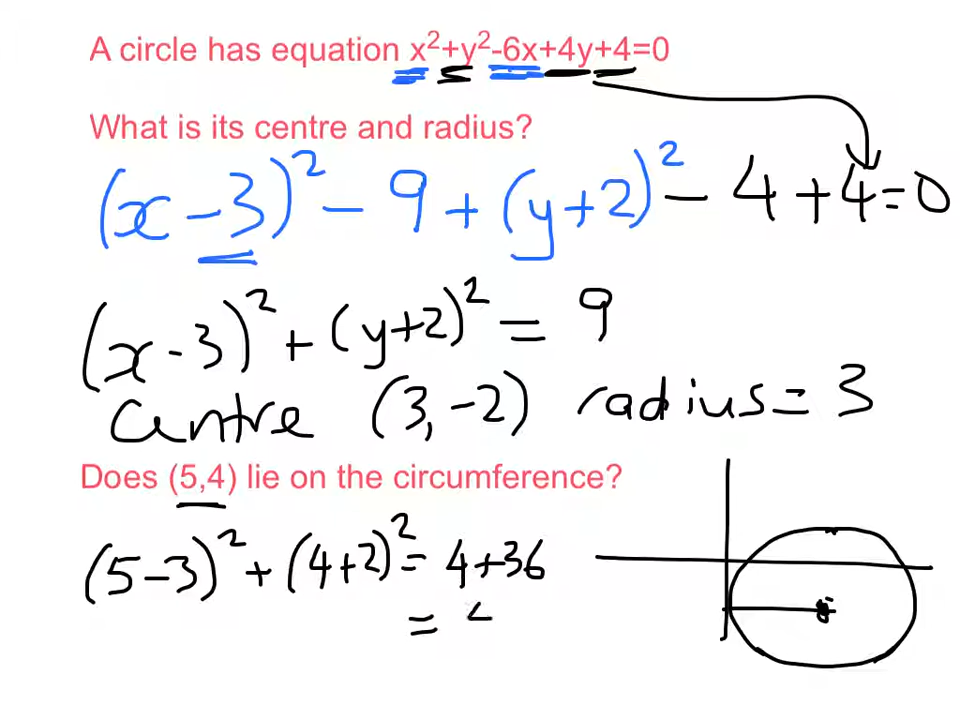 A circle has equation x²+y²-6x+4y+4=0
What is its centre and radius?
(x-3)² - 9 + (y+2)² - 4 + 4 = 0
(x-3)² + (y+2)² = 9
centre (3,-2) radius = 3
Does (5,4) lie on the circumference?
(5-3)² + (4+2)² = 4+36
=